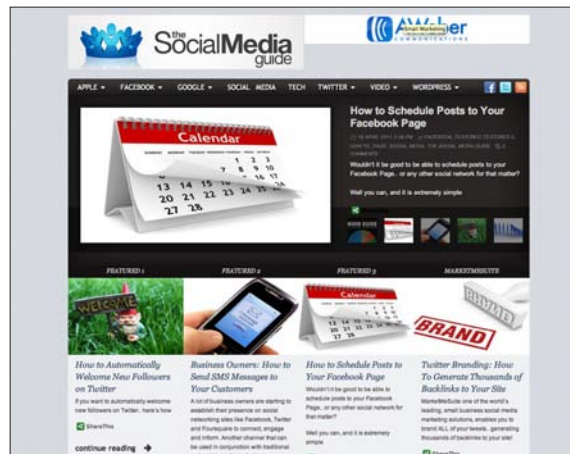 the
SocialMedia
guide
AWeber
Email Marketing
COMMUNICATIONS
APPLE FACEBOOK GOOGLE SOCIAL MEDIA TECH TWITTER VIDEO WORDPRESS
Calendar
1 2 3 4 5
How to Schedule Posts to Your
Facebook Page
Wouldn't it be good to be able to schedule posts to your
Facebook Page.. or any other social network for that matter?
Well you can, and it is extremely simple
FEATURED 1 FEATURED 2 FEATURED 3 MARKETMESUITE
WELCOME
Calendar
BRAND
BRAND
How to Automatically
Welcome New Followers
on Twitter
If you want to automatically welcome
new followers on Twitter, here's how
ShareThis
continue reading
Business Owners: How to
Send SMS Messages to
Your Customers
A lot of business owners are starting to
establish their presence on social
networking sites like Facebook, Twitter
and Foursquare to connect, engage
and inform. Another channel that can
be used in conjunction with traditional
How to Schedule Posts to
Your Facebook Page
Wouldn't it be good to be able to
schedule posts to your Facebook
Page.. or any other social network for
that matter?
Well you can, and it is extremely
simple
Twitter Branding: How
To Generate Thousands of
Backlinks to Your Site
MarketMeSuite one of the world's
leading, small business social media
marketing solutions, enables you to
brand ALL of your tweets.. generating
thousands of backlinks to your site!